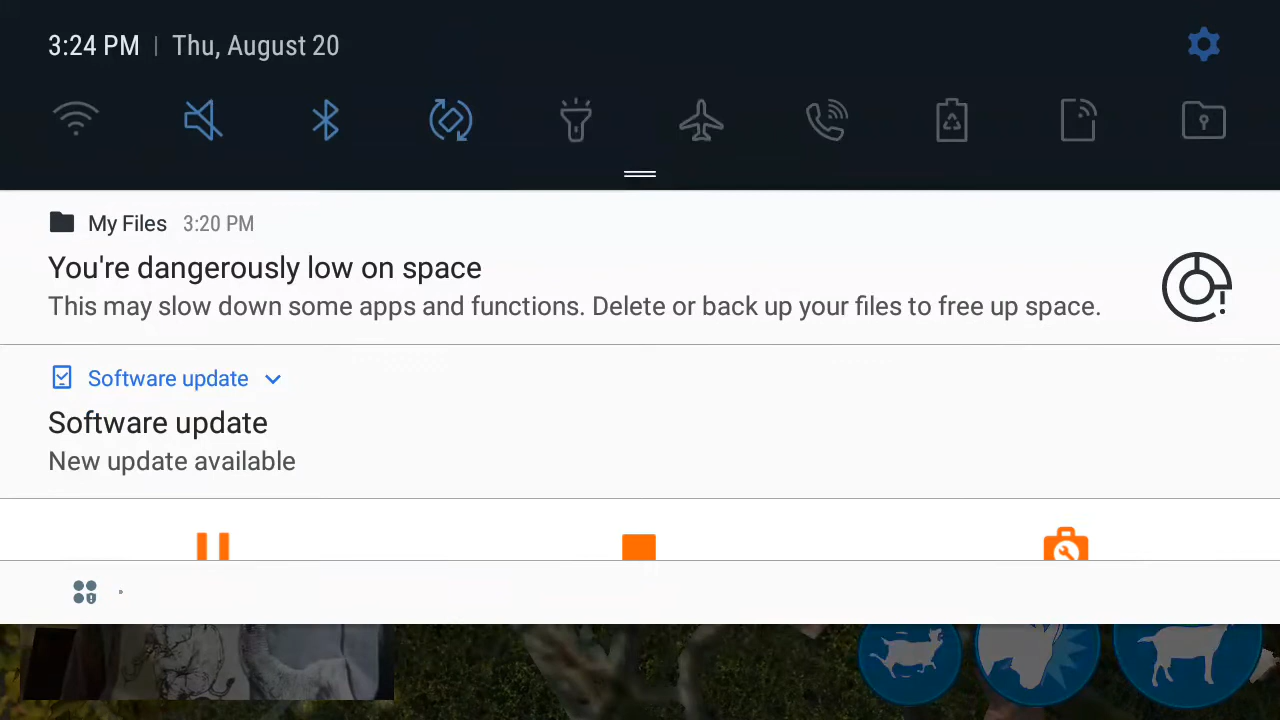 3:24 PM | Thu, August 20
My Files 3:20 PM
You're dangerously low on space
This may slow down some apps and functions. Delete or back up your files to free up space.
Software update
Software update
New update available